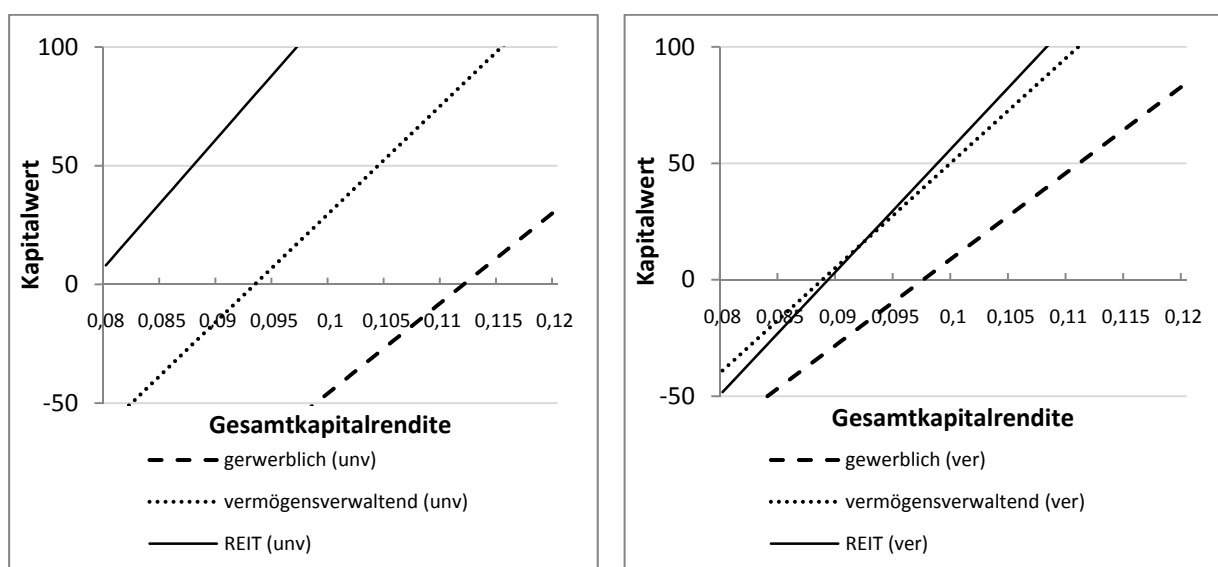 100
50
0
-50
Kapitalwert
0,08 0,085 0,09 0,095 0,1 0,105 0,11 0,115 0,12
Gesamtkapitalrendite
gerwerblich (unv)
vermögensverwaltend (unv)
REIT (unv)
100
50
0
-50
Kapitalwert
0,08 0,085 0,09 0,095 0,1 0,105 0,11 0,115 0,12
Gesamtkapitalrendite
gewerblich (ver)
vermögensverwaltend (ver)
REIT (ver)